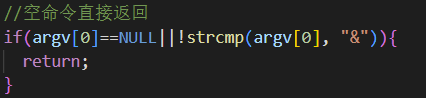 //空命令直接返回
if(argv[0]==NULL||!strcmp(argv[0], "&")){
  return;
}